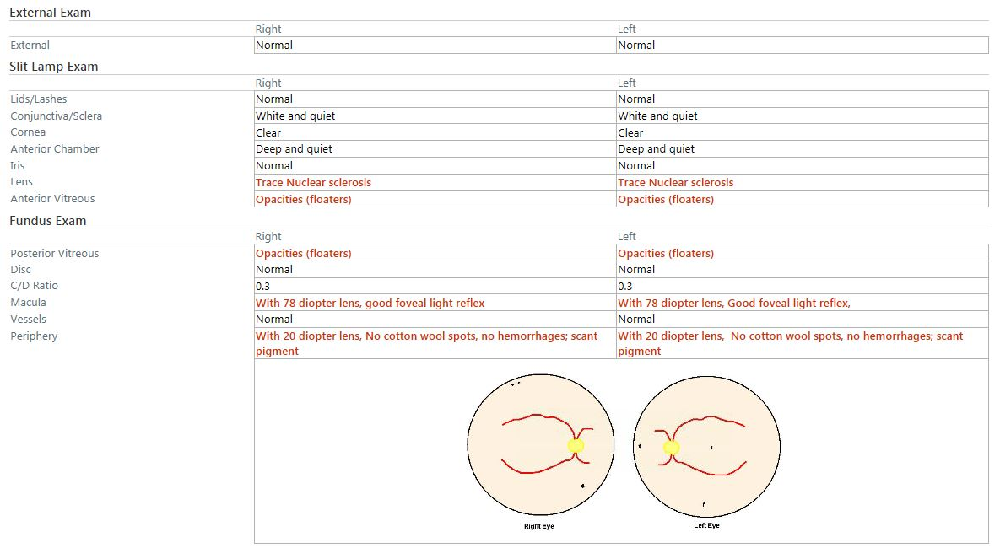 External Exam
Right Left
External Normal Normal
Slit Lamp Exam
Right Left
Lids/Lashes Normal Normal
Conjunctiva/Sclera White and quiet White and quiet
Cornea Clear Clear
Anterior Chamber Deep and quiet Deep and quiet
Iris Normal Normal
Lens Trace Nuclear sclerosis Trace Nuclear sclerosis
Anterior Vitreous Opacities (floaters) Opacities (floaters)
Fundus Exam
Right Left
Posterior Vitreous Opacities (floaters) Opacities (floaters)
Disc Normal Normal
C/D Ratio 0.3 0.3
Macula With 78 diopter lens, good foveal light reflex With 78 diopter lens, Good foveal light reflex,
Vessels Normal Normal
Periphery With 20 diopter lens, No cotton wool spots, no hemorrhages; scant With 20 diopter lens, No cotton wool spots, no hemorrhages; scant
pigment pigment
Right Eye Left Eye